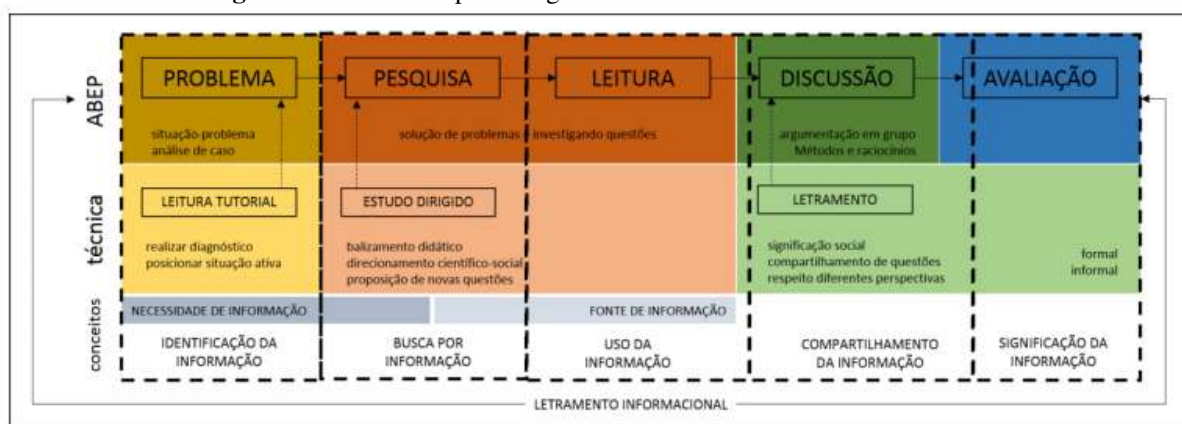 ABEP
PROBLEMA
PESQUISA
LEITURA
DISCUSSÃO
AVALIAÇÃO
situação-problema
análise de caso
solução de problemas
investigando questões
argumentação em grupo
Métodos e raciocínios
técnica
LEITURA TUTORIAL
ESTUDO DIRIGIDO
LETRAMENTO
realizar diagnóstico
posicionar situação ativa
balizamento didático
direcionamento científico-social
proposição de novas questões
significação social
compartilhamento de questões
respeito diferentes perspectivas
formal
informal
conceitos
NECESSIDADE DE INFORMAÇÃO
FONTE DE INFORMAÇÃO
IDENTIFICAÇÃO DA
INFORMAÇÃO
BUSCA POR
INFORMAÇÃO
USO DA
INFORMAÇÃO
COMPARTILHAMENTO
DA INFORMAÇÃO
SIGNIFICAÇÃO DA
INFORMAÇÃO
LETRAMENTO INFORMACIONAL